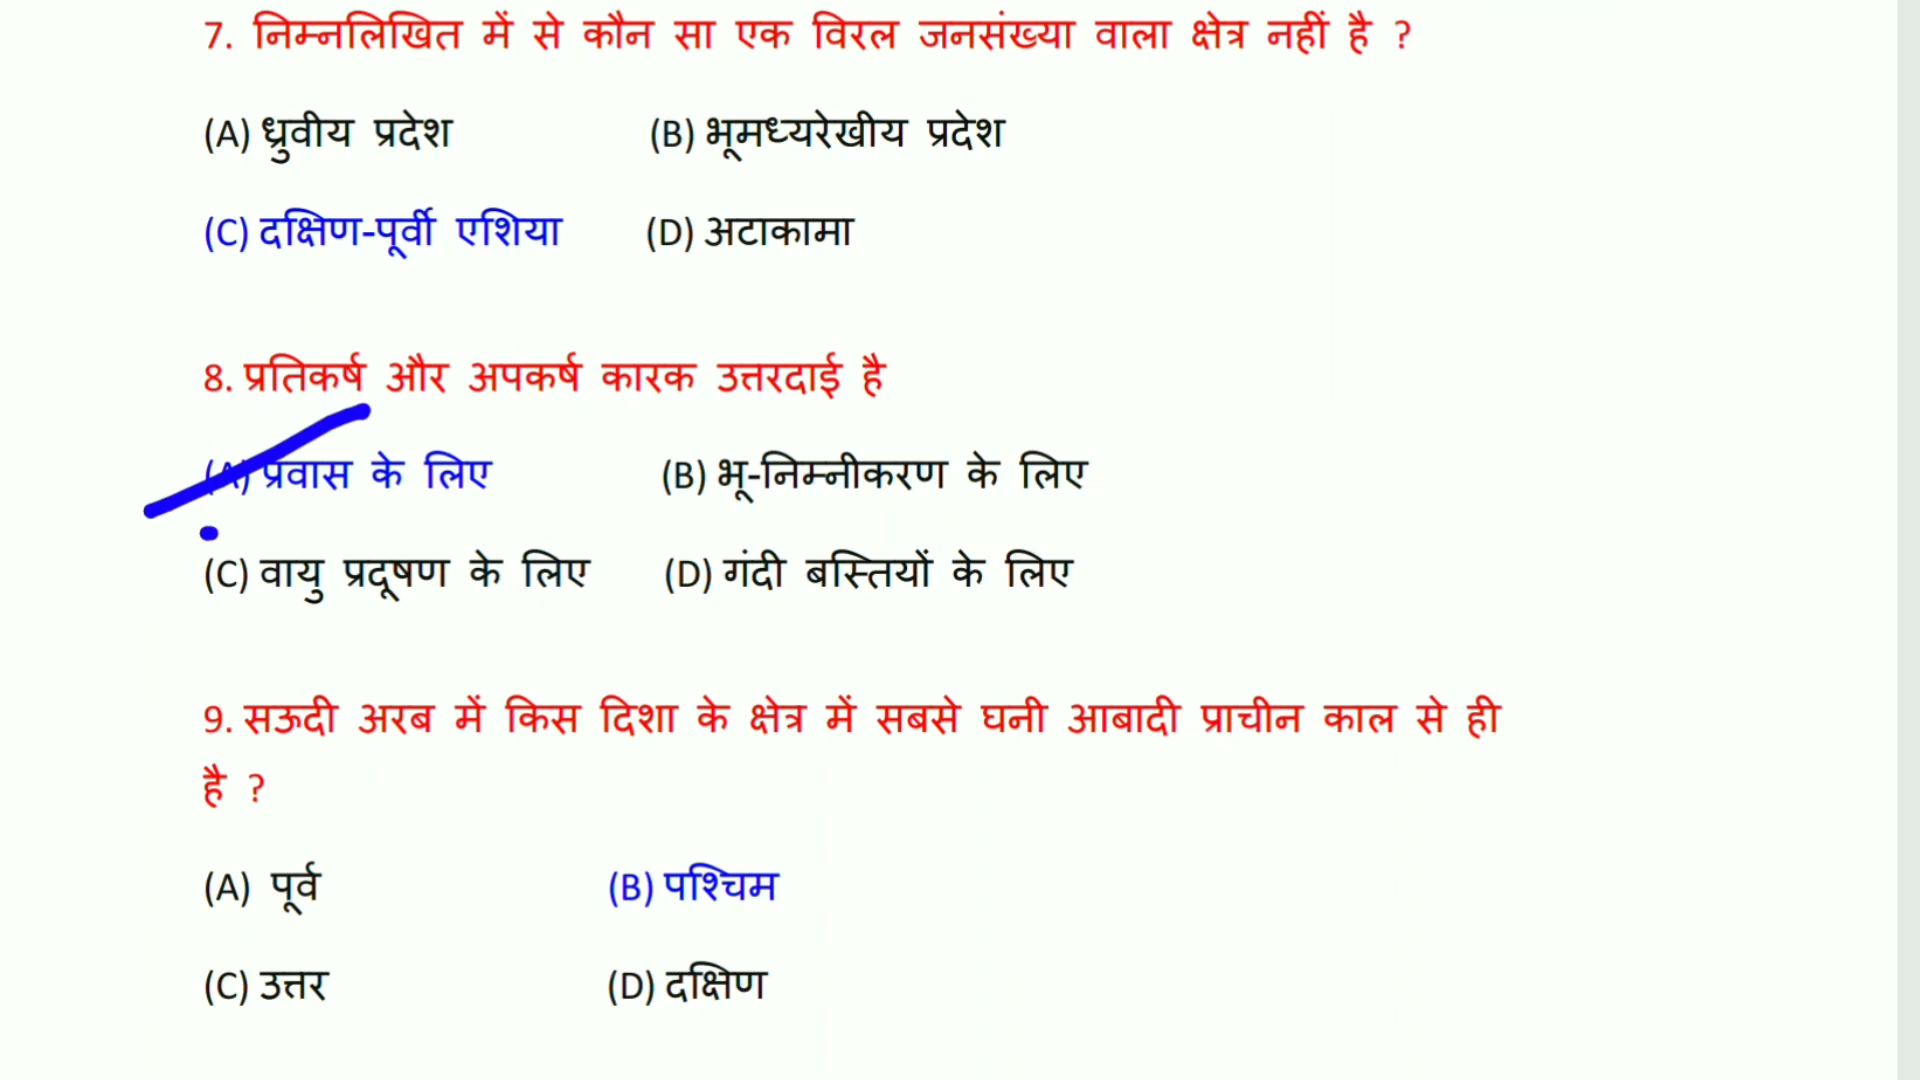 7. निम्नलिखित में से कौन सा एक विरल जनसंख्या वाला क्षेत्र नहीं है ?
(A) ध्रुवीय प्रदेश (B) भूमध्यरेखीय प्रदेश
(C) दक्षिण-पूर्वी एशिया (D) अटाकामा
8. प्रतिकर्ष और अपकर्ष कारक उत्तरदाई है
(A) प्रवास के लिए (B) भू-निम्नीकरण के लिए
(C) वायु प्रदूषण के लिए (D) गंदी बस्तियों के लिए
9. सऊदी अरब में किस दिशा के क्षेत्र में सबसे घनी आबादी प्राचीन काल से ही
है ?
(A) पूर्व (B) पश्चिम
(C) उत्तर (D) दक्षिण